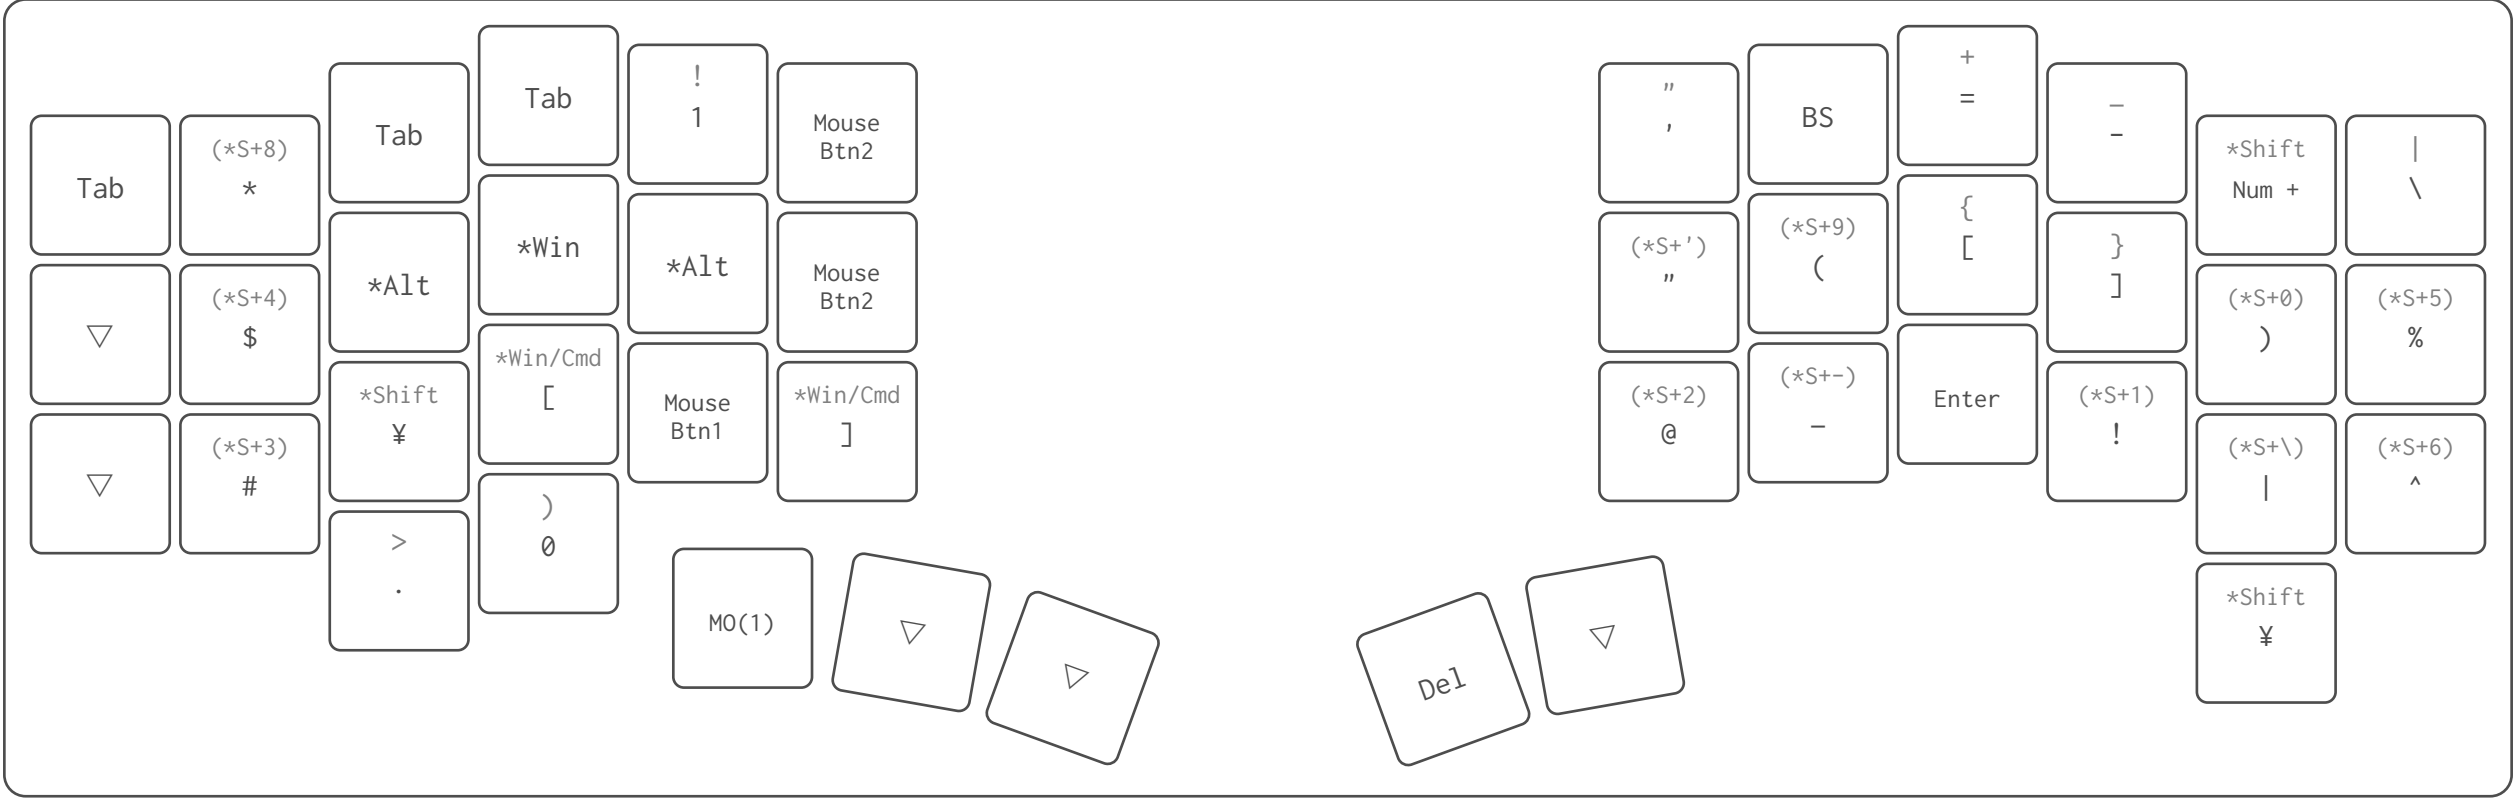 Tab
(*S+8)
*
Tab
Tab
!
1
Mouse
Btn2
"
'
BS
+
=
_
-
*Shift
Num +
|
\
▽
(*S+4)
$
*Alt
*Win
*Alt
Mouse
Btn2
(*S+')
"
(*S+9)
(
{
[
}
]
(*S+0)
)
(*S+5)
%
▽
(*S+3)
#
*Shift
¥
*Win/Cmd
[
Mouse
Btn1
*Win/Cmd
]
(*S+2)
@
(*S+-)
_
Enter
(*S+1)
!
(*S+\)
|
(*S+6)
^
>
.
)
0
MO(1)
▽
▽
Del
▽
*Shift
¥